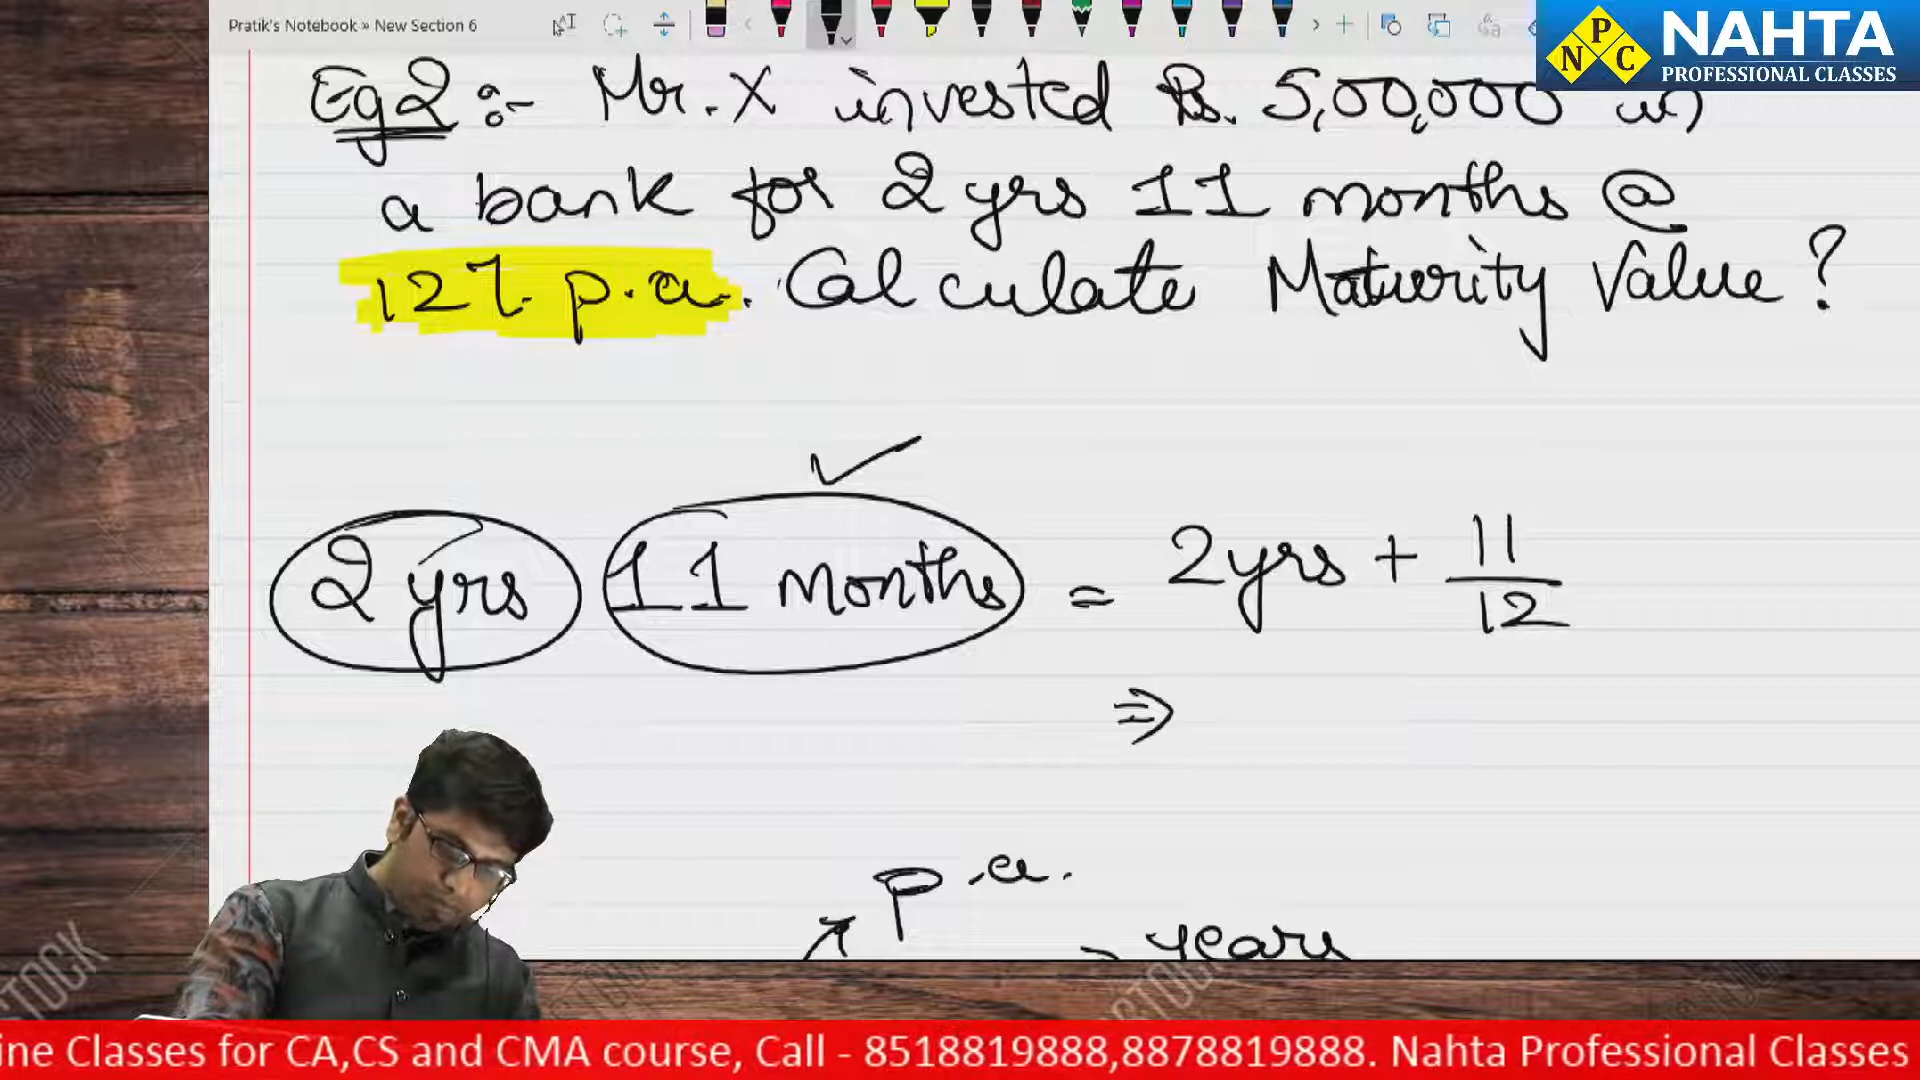 Pratik's Notebook » New Section 6
NPC NAHTA
PROFESSIONAL CLASSES
Eg2:- Mr. X invested Rs. 5,00,000 in
a bank for 2 yrs 11 months @
12% p.a. Calculate Maturity Value?
2 yrs 11 months = 2yrs + 11/12
⇒
p.a.
years
ine Classes for CA,CS and CMA course, Call - 8518819888,8878819888. Nahta Professional Classes